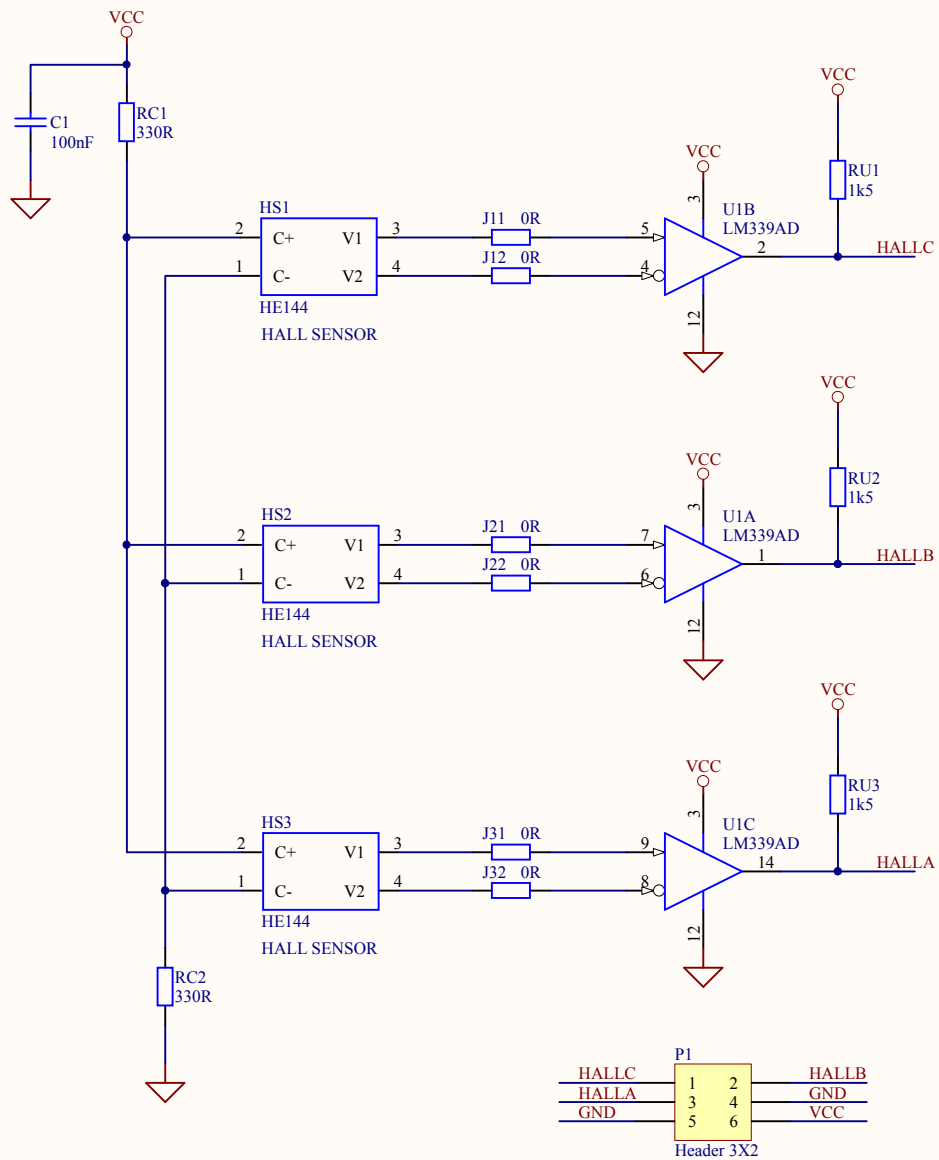 VCC
C1
100nF
RC1
330R
VCC
RU1
1k5
HS1
2 C+ V1 3
1 C- V2 4
HE144
HALL SENSOR
J11 0R
J12 0R
VCC
3
5
4
U1B
LM339AD
2
12
HALLC
VCC
RU2
1k5
HS2
2 C+ V1 3
1 C- V2 4
HE144
HALL SENSOR
J21 0R
J22 0R
VCC
3
7
6
U1A
LM339AD
1
12
HALLB
VCC
RU3
1k5
HS3
2 C+ V1 3
1 C- V2 4
HE144
HALL SENSOR
J31 0R
J32 0R
VCC
3
9
8
U1C
LM339AD
14
12
HALLA
RC2
330R
P1
HALLC 1 2 HALLB
HALLA 3 4 GND
GND 5 6 VCC
Header 3X2